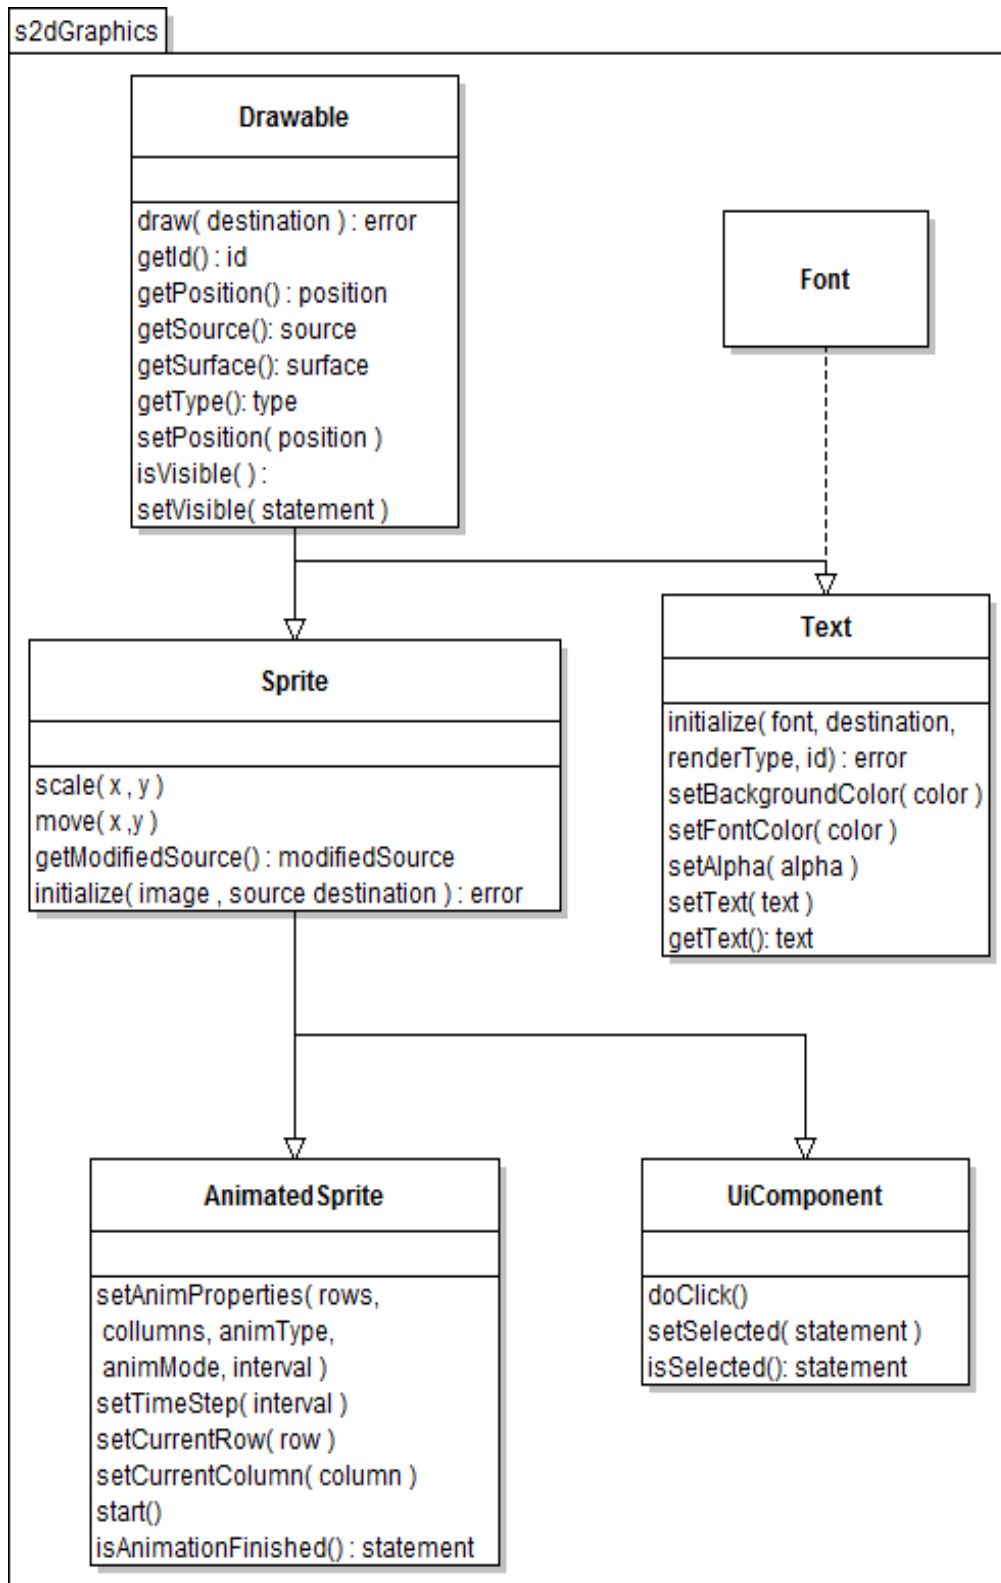 s2dGraphics
Drawable
draw( destination ) : error
getId() : id
getPosition() : position
getSource(): source
getSurface(): surface
getType(): type
setPosition( position )
isVisible( ) :
setVisible( statement )
Font
Sprite
scale( x , y )
move( x ,y )
getModifiedSource() : modifiedSource
initialize( image , source destination ) : error
Text
initialize( font, destination,
renderType, id) : error
setBackgroundColor( color )
setFontColor( color )
setAlpha( alpha )
setText( text )
getText(): text
AnimatedSprite
setAnimProperties( rows,
collumns, animType,
animMode, interval )
setTimeStep( interval )
setCurrentRow( row )
setCurrentColumn( column )
start()
isAnimationFinished() : statement
UiComponent
doClick()
setSelected( statement )
isSelected(): statement